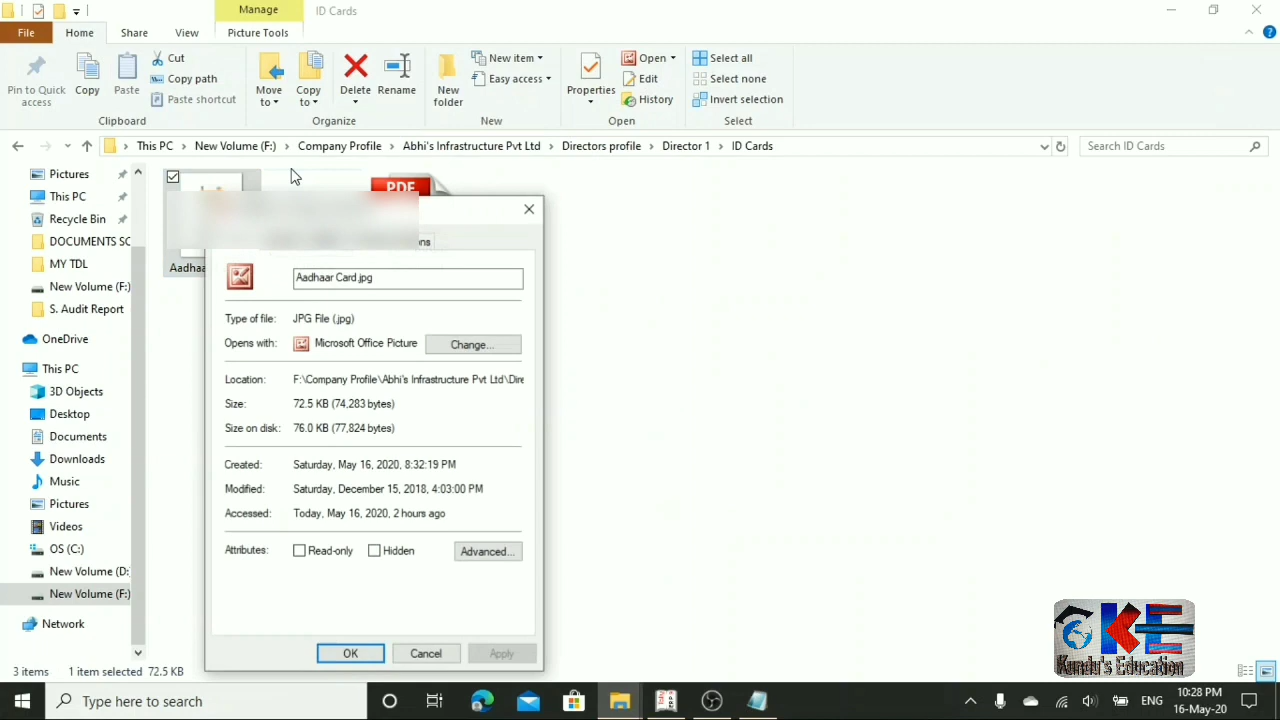 Manage
ID Cards
File
Home
Share
View
Picture Tools
Pin to Quick access
Copy
Paste
Cut
Copy path
Paste shortcut
Clipboard
Move to
Copy to
Delete
Rename
Organize
New folder
New item
Easy access
New
Properties
Open
Edit
History
Open
Select all
Select none
Invert selection
Select
This PC
New Volume (F:)
Company Profile
Abhi's Infrastructure Pvt Ltd
Directors profile
Director 1
ID Cards
Search ID Cards
Pictures
This PC
Recycle Bin
DOCUMENTS SC
MY TDL
New Volume (F:)
S. Audit Report
OneDrive
This PC
3D Objects
Desktop
Documents
Downloads
Music
Pictures
Videos
OS (C:)
New Volume (D:
New Volume (F:)
Network
PDF
Aadhaa
ns
Aadhaar Card.jpg
Type of file: JPG File (.jpg)
Opens with: Microsoft Office Picture Change...
Location: F:\Company Profile\Abhi's Infrastructure Pvt Ltd\Dire
Size: 72.5 KB (74,283 bytes)
Size on disk: 76.0 KB (77,824 bytes)
Created: Saturday, May 16, 2020, 8:32:19 PM
Modified: Saturday, December 15, 2018, 4:03:00 PM
Accessed: Today, May 16, 2020, 2 hours ago
Attributes: Read-only Hidden Advanced...
OK Cancel Apply
KE
Kundu's Education
3 items 1 item selected 72.5 KB
Type here to search
ENG
10:28 PM
16-May-20